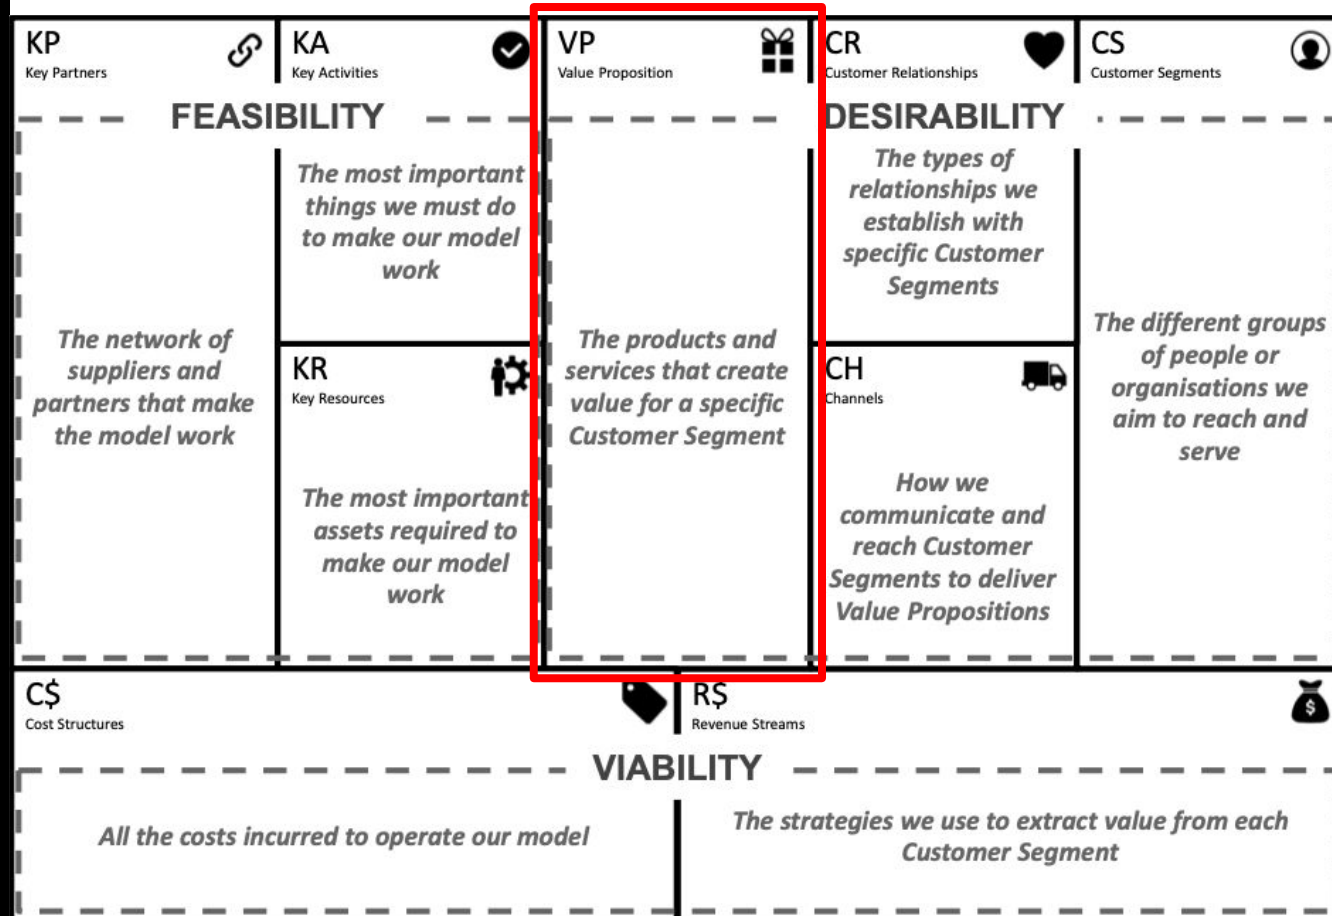 KP
Key Partners
KA
Key Activities
VP
Value Proposition
CR
Customer Relationships
CS
Customer Segments
FEASIBILITY
DESIRABILITY
The network of
suppliers and
partners that make
the model work
The most important
things we must do
to make our model
work
KR
Key Resources
The most important
assets required to
make our model
work
The products and
services that create
value for a specific
Customer Segment
The types of
relationships we
establish with
specific Customer
Segments
CH
Channels
How we
communicate and
reach Customer
Segments to deliver
Value Propositions
The different groups
of people or
organisations we
aim to reach and
serve
C$
Cost Structures
R$
Revenue Streams
$
VIABILITY
All the costs incurred to operate our model
The strategies we use to extract value from each
Customer Segment